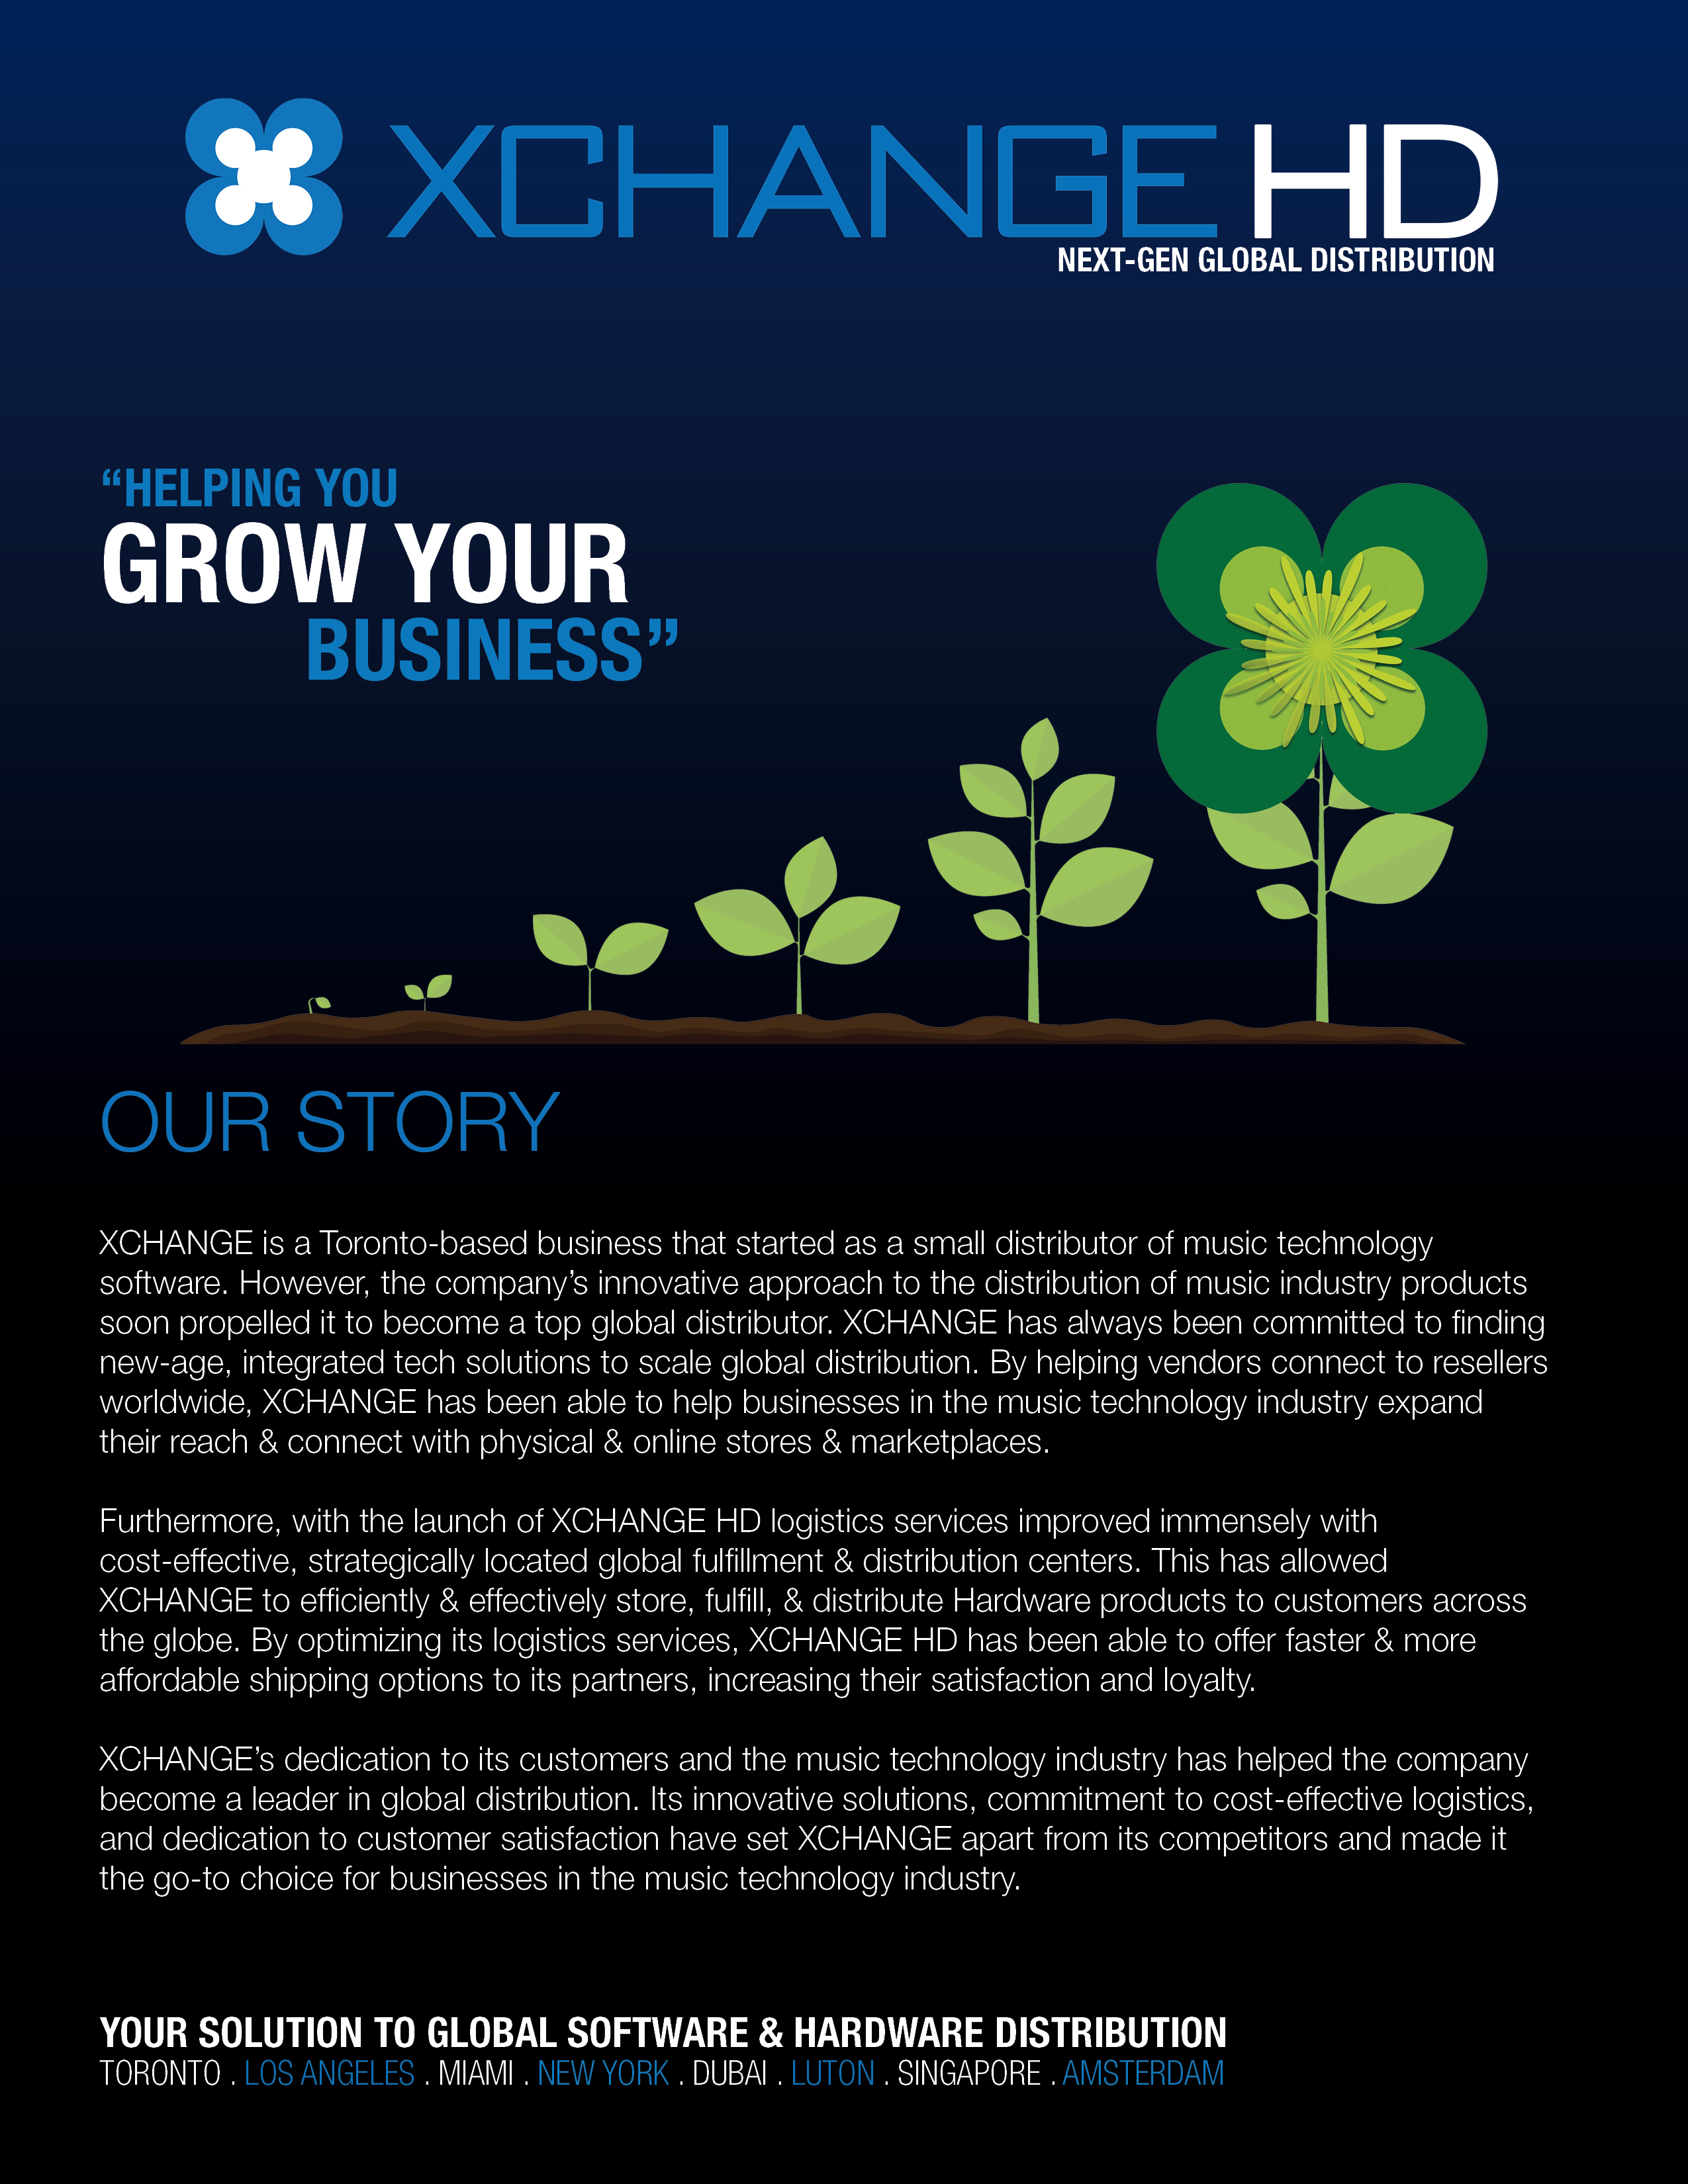 XCHANGE HD
NEXT-GEN GLOBAL DISTRIBUTION
“HELPING YOU
GROW YOUR
BUSINESS”
OUR STORY
XCHANGE is a Toronto-based business that started as a small distributor of music technology
software. However, the company’s innovative approach to the distribution of music industry products
soon propelled it to become a top global distributor. XCHANGE has always been committed to finding
new-age, integrated tech solutions to scale global distribution. By helping vendors connect to resellers
worldwide, XCHANGE has been able to help businesses in the music technology industry expand
their reach & connect with physical & online stores & marketplaces.
Furthermore, with the launch of XCHANGE HD logistics services improved immensely with
cost-effective, strategically located global fulfillment & distribution centers. This has allowed
XCHANGE to efficiently & effectively store, fulfill, & distribute Hardware products to customers across
the globe. By optimizing its logistics services, XCHANGE HD has been able to offer faster & more
affordable shipping options to its partners, increasing their satisfaction and loyalty.
XCHANGE’s dedication to its customers and the music technology industry has helped the company
become a leader in global distribution. Its innovative solutions, commitment to cost-effective logistics,
and dedication to customer satisfaction have set XCHANGE apart from its competitors and made it
the go-to choice for businesses in the music technology industry.
YOUR SOLUTION TO GLOBAL SOFTWARE & HARDWARE DISTRIBUTION
TORONTO . LOS ANGELES . MIAMI . NEW YORK . DUBAI . LUTON . SINGAPORE . AMSTERDAM